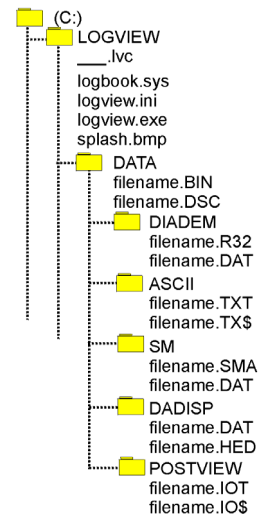 (C:)
LOGVIEW
___.lvc
logbook.sys
logview.ini
logview.exe
splash.bmp
DATA
filename.BIN
filename.DSC
DIADEM
filename.R32
filename.DAT
ASCII
filename.TXT
filename.TX$
SM
filename.SMA
filename.DAT
DADISP
filename.DAT
filename.HED
POSTVIEW
filename.IOT
filename.IO$